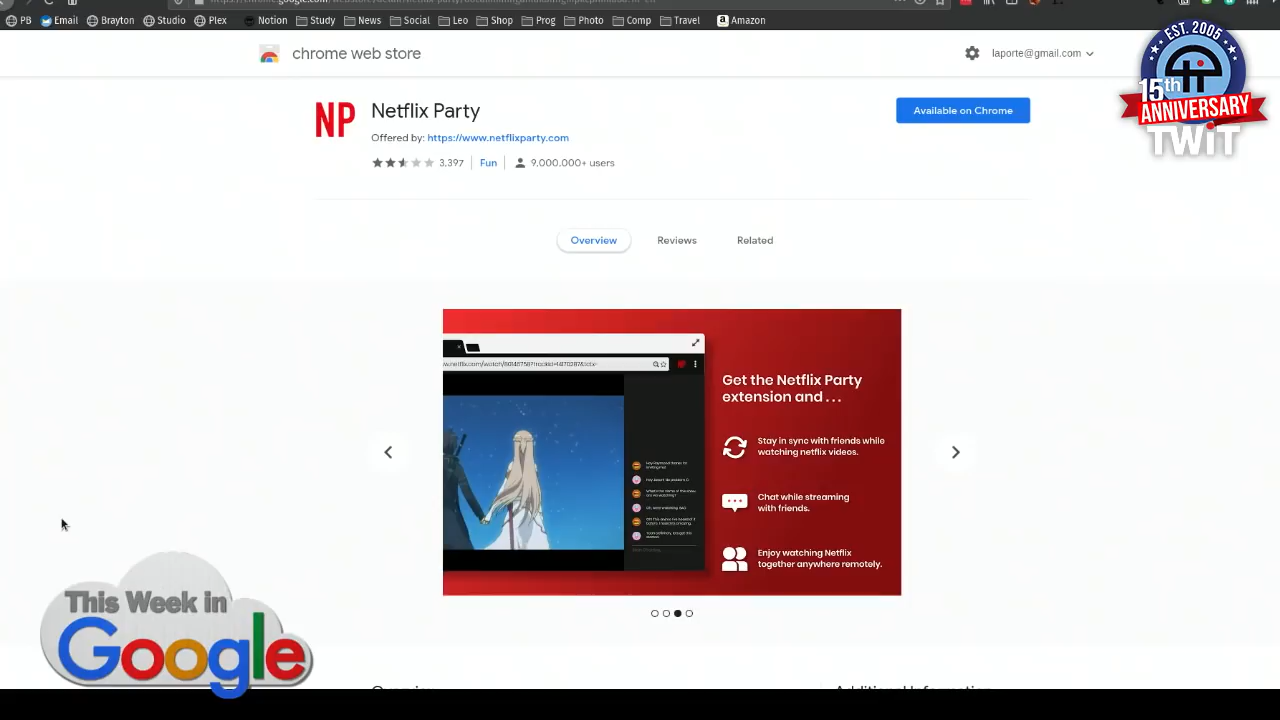 PB
Email
Brayton
Studio
Plex
Notion
Study
News
Social
Leo
Shop
Prog
Photo
Comp
Travel
Amazon
chrome web store
laporte@gmail.com
EST. 2005
15th
ANNIVERSARY
TWiT
NP
Netflix Party
Available on Chrome
Offered by: https://www.netflixparty.com
3,397
Fun
9,000,000+ users
Overview
Reviews
Related
Get the Netflix Party
extension and ...
Stay in sync with friends while
watching netflix videos.
Chat while streaming
with friends.
Enjoy watching Netflix
together anywhere remotely.
This Week in
Google
Overview
Additional Information